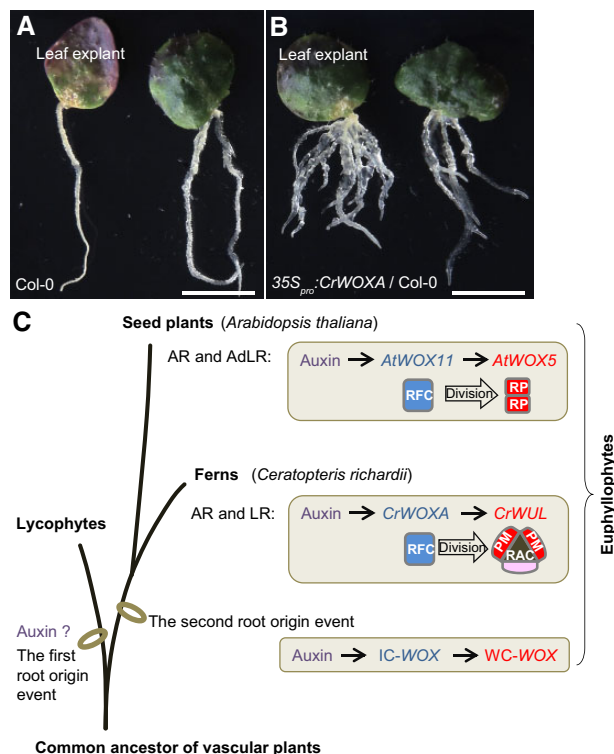 A
Leaf explant
Col-0
B
Leaf explant
35Spro:CrWOXA / Col-0
C
Seed plants (Arabidopsis thaliana)
AR and AdLR:
Auxin → AtWOX11 → AtWOX5
RFC
Division
RP
RP
Ferns (Ceratopteris richardii)
AR and LR:
Auxin → CrWOXA → CrWUL
RFC
Division
PM
RAC
PM
Lycophytes
Auxin ?
The first
root origin
event
The second root origin event
Auxin → IC-WOX → WC-WOX
Euphyllophytes
Common ancestor of vascular plants